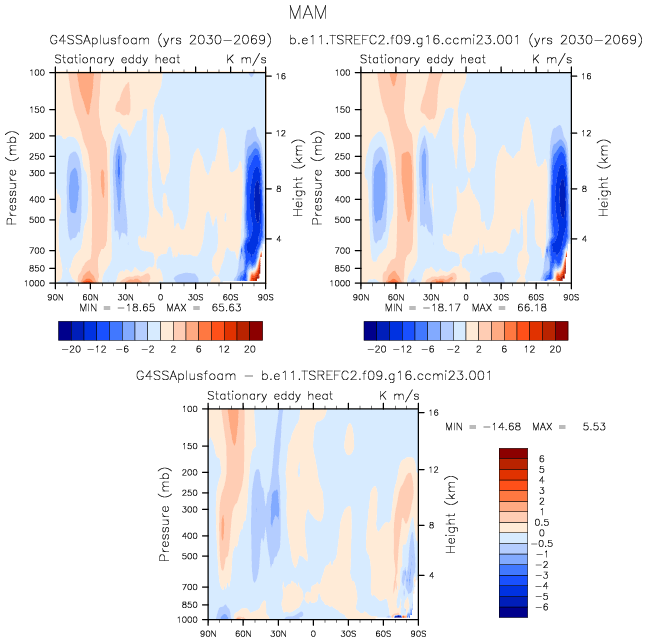 MAM
G4SSAplusfoam (yrs 2030-2069) b.e11.TSREFC2.f09.g16.ccmi23.001 (yrs 2030-2069)
Stationary eddy heat K m/s Stationary eddy heat K m/s
Pressure (mb) 100 150 200 250 300 400 500 700 850 1000
Height (km) 16 12 8 4
90N 60N 30N 0 30S 60S 90S
Pressure (mb) 100 150 200 250 300 400 500 700 850 1000
Height (km) 16 12 8 4
90N 60N 30N 0 30S 60S 90S
MIN = -18.65 MAX = 65.63 MIN = -18.17 MAX = 66.18
-20 -12 -6 -2 2 6 12 20 -20 -12 -6 -2 2 6 12 20
G4SSAplusfoam - b.e11.TSREFC2.f09.g16.ccmi23.001
Stationary eddy heat K m/s
Pressure (mb) 100 150 200 250 300 400 500 700 850 1000
Height (km) 16 12 8 4
90N 60N 30N 0 30S 60S 90S
MIN = -14.68 MAX = 5.53
6
5
4
3
2
1
0.5
0
-0.5
-1
-2
-3
-4
-5
-6